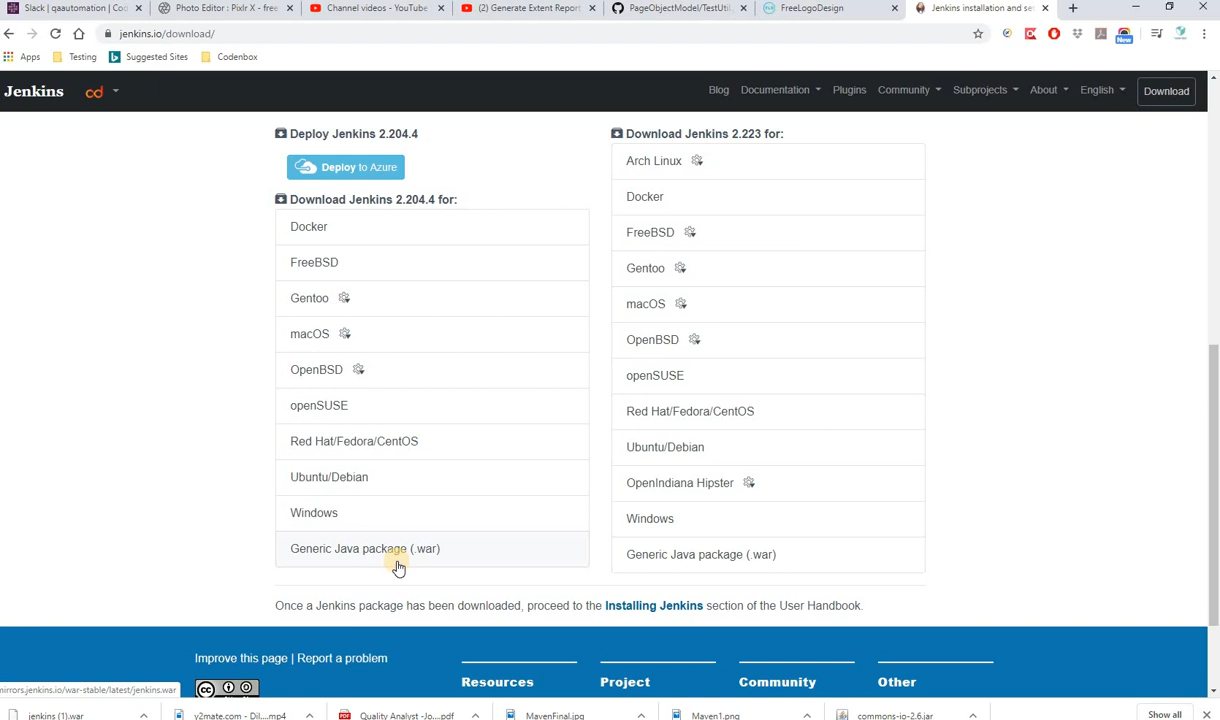 Slack | qaautomation | Cod
Photo Editor : Pixlr X - free
Channel videos - YouTube
(2) Generate Extent Report
PageObjectModel/TestUtil.
FreeLogoDesign
Jenkins installation and se
jenkins.io/download/
New
Apps
Testing
Suggested Sites
Codenbox
Jenkins
cd
Blog
Documentation
Plugins
Community
Subprojects
About
English
Download
Deploy Jenkins 2.204.4
Deploy to Azure
Download Jenkins 2.204.4 for:
Docker
FreeBSD
Gentoo
macOS
OpenBSD
openSUSE
Red Hat/Fedora/CentOS
Ubuntu/Debian
Windows
Generic Java package (.war)
Download Jenkins 2.223 for:
Arch Linux
Docker
FreeBSD
Gentoo
macOS
OpenBSD
openSUSE
Red Hat/Fedora/CentOS
Ubuntu/Debian
OpenIndiana Hipster
Windows
Generic Java package (.war)
Once a Jenkins package has been downloaded, proceed to the Installing Jenkins section of the User Handbook.
Improve this page | Report a problem
Resources
Project
Community
Other
mirrors.jenkins.io/war-stable/latest/jenkins.war
jenkins (1).war
y2mate.com - Dil....mp4
Quality Analyst -Jo....pdf
MavenFinal.jpg
Maven1.png
commons-io-2.6.jar
Show all